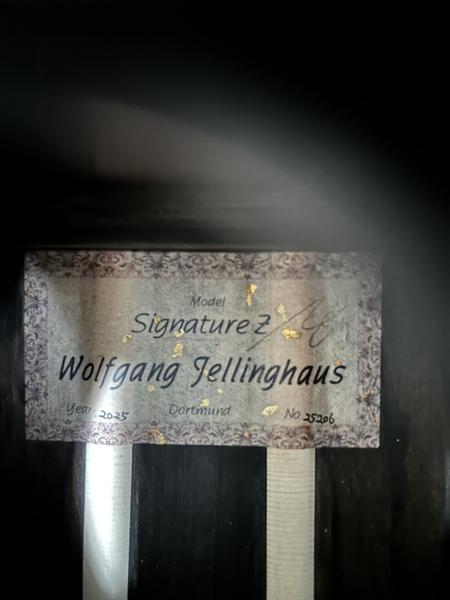 Model
Signature Z
Wolfgang Jellinghaus
Year 2025 Dortmund No 25206